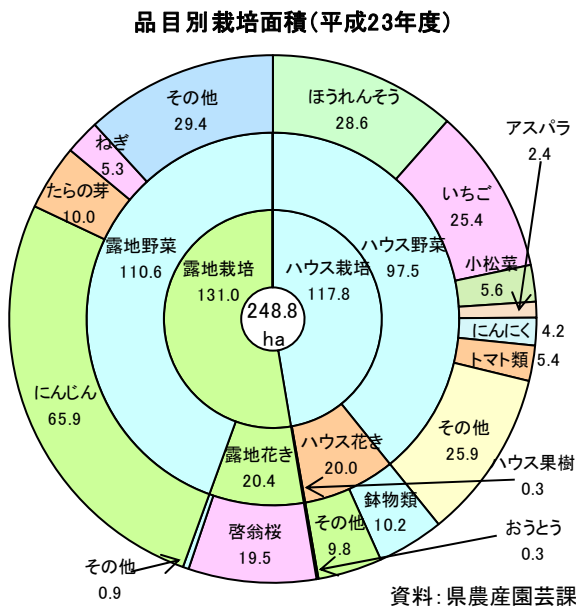 品目別栽培面積(平成23年度)
248.8
ha
ハウス栽培
117.8
露地栽培
131.0
ハウス野菜
97.5
ハウス花き
20.0
ハウス果樹
0.3
露地花き
20.4
露地野菜
110.6
ほうれんそう
28.6
いちご
25.4
小松菜
5.6
アスパラ
2.4
にんにく 4.2
トマト類 5.4
その他
25.9
鉢物類
10.2
その他
9.8
おうとう
0.3
啓翁桜
19.5
その他
0.9
にんじん
65.9
たらの芽
10.0
ねぎ
5.3
その他
29.4
資料:県農産園芸課